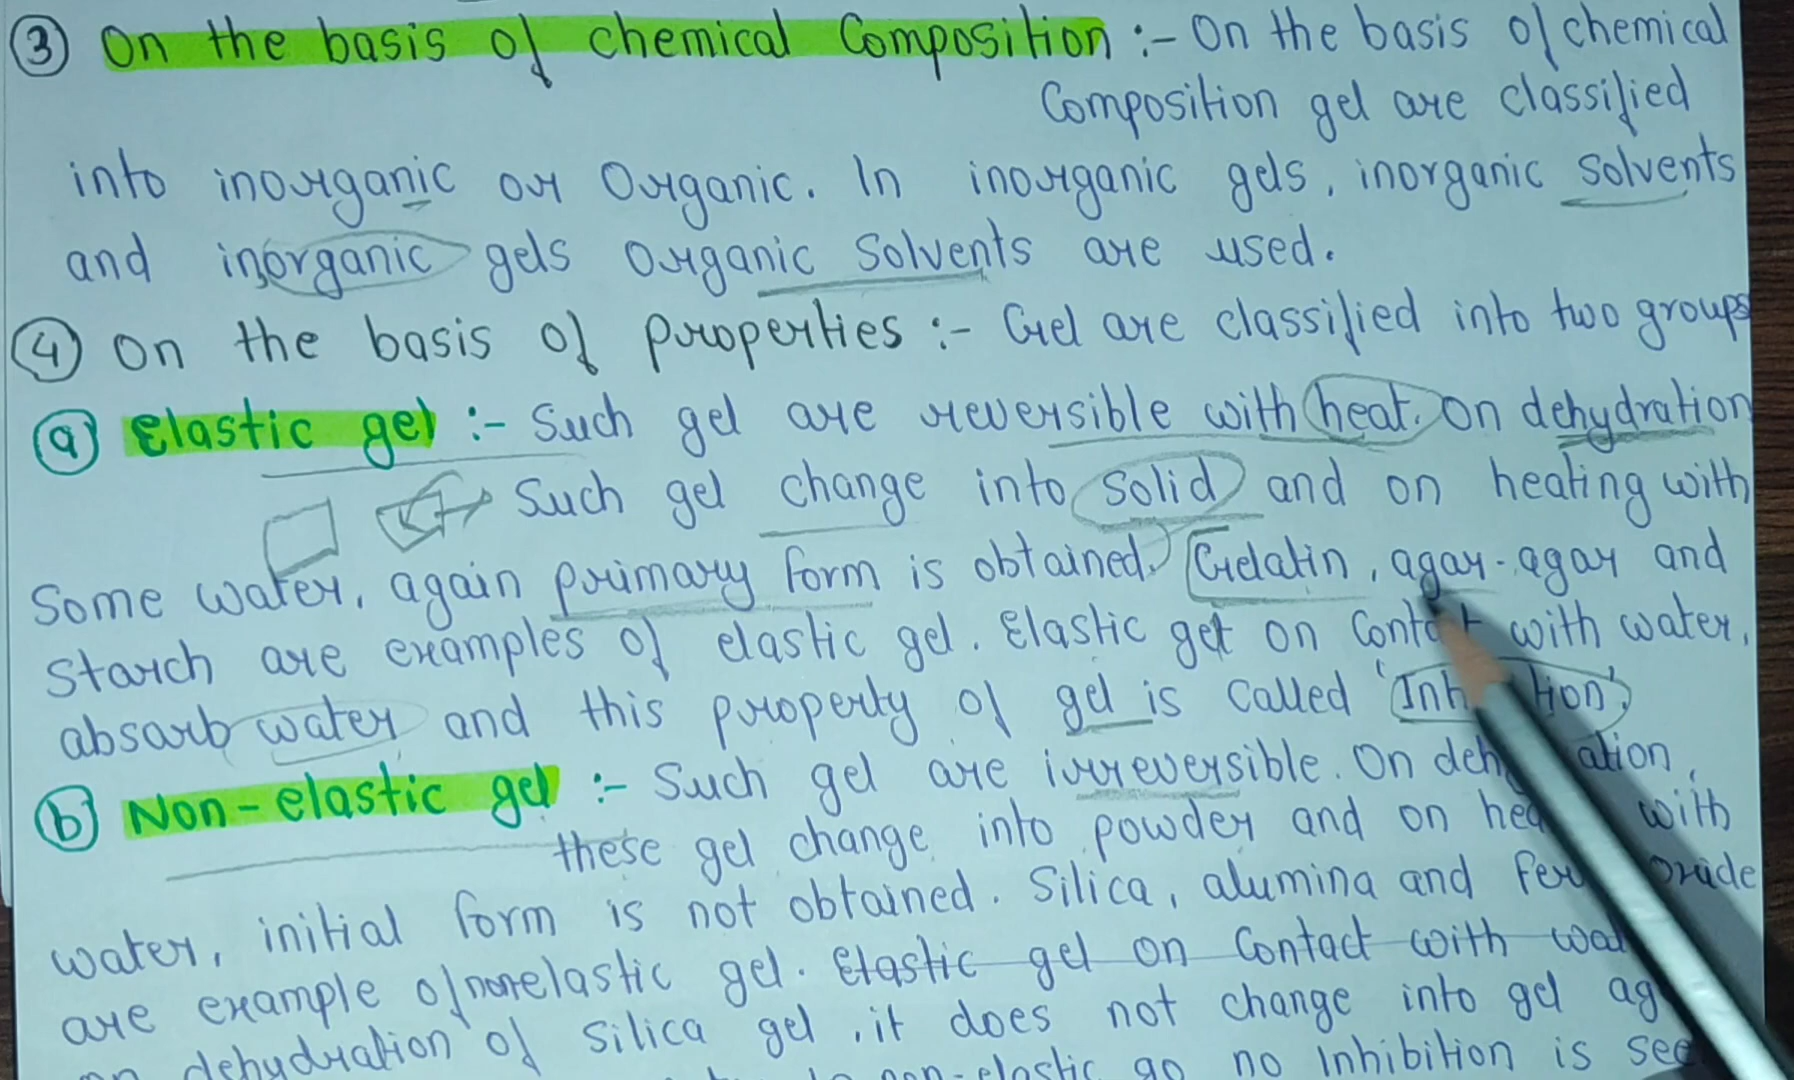 ③ On the basis of chemical Composition :- On the basis of chemical
Composition gel are classified
into inorganic or Organic. In inorganic gels, inorganic solvents
and inorganic gels Organic Solvents are used.
④ On the basis of properties :- Gel are classified into two groups
ⓐ Elastic gel :- Such gel are reversible with heat. On dehydration
Such gel change into solid and on heating with
Some water, again primary form is obtained. Gelatin, agar-agar and
Starch are examples of elastic gel. Elastic get on Contact with water,
absorb water and this property of gel is called
ⓑ Non-elastic gel :- Such gel are irreversible. On
these gel change into powder and on with
water, initial form is not obtained. Silica, alumina and
are example of nonelastic gel. Elastic gel on Contact with
on dehydration of silica gel, it does not change into gel
non-elastic go no Inhibition is